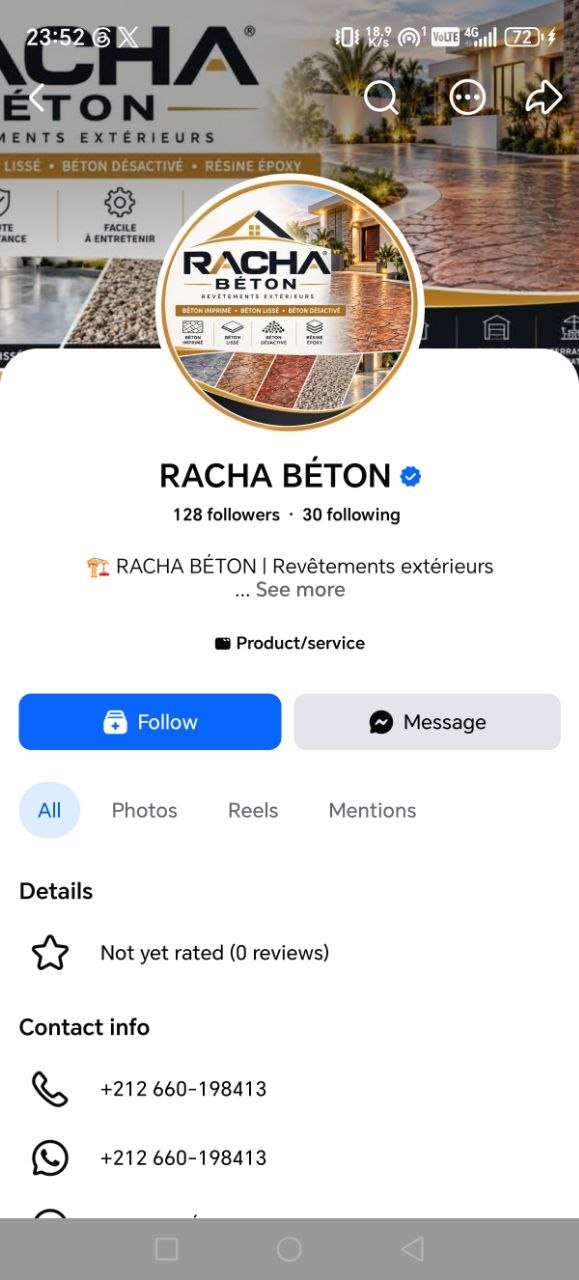 23:52
18.9 K/s
1
VoLTE
4G
72
ACHA®
ÉTON
MENTS EXTÉRIEURS
LISSÉ • BÉTON DÉSACTIVÉ • RÉSINE ÉPOXY
FACILE
À ENTRETENIR
RACHA®
BÉTON
REVÊTEMENTS EXTÉRIEURS
BÉTON IMPRIMÉ • BÉTON LISSÉ • BÉTON DÉSACTIVÉ
BÉTON IMPRIMÉ
BÉTON LISSÉ
BÉTON DÉSACTIVÉ
RÉSINE ÉPOXY
RACHA BÉTON
128 followers · 30 following
🏗️ RACHA BÉTON | Revêtements extérieurs
... See more
Product/service
Follow
Message
All
Photos
Reels
Mentions
Details
Not yet rated (0 reviews)
Contact info
+212 660-198413
+212 660-198413